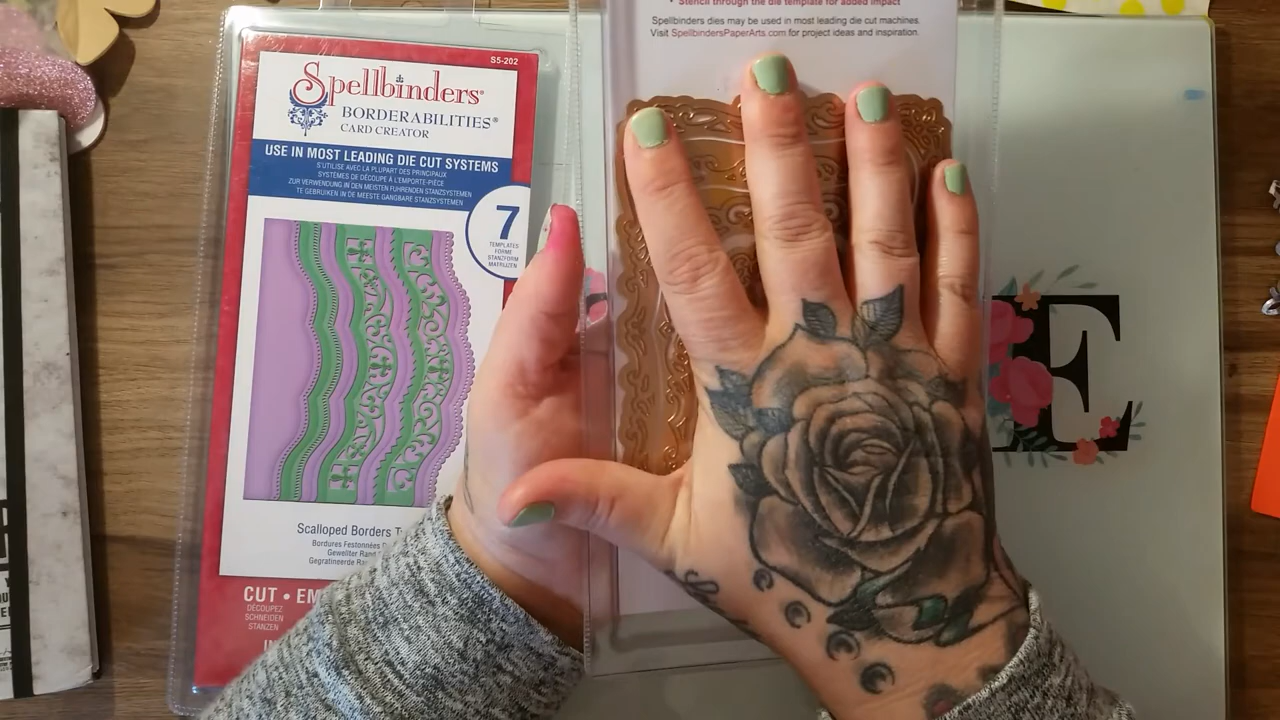 S5-202
Spellbinders®
BORDERABILITIES®
CARD CREATOR
USE IN MOST LEADING DIE CUT SYSTEMS
S'UTILISE AVEC LA PLUPART DES PRINCIPAUX
SYSTÈMES DE DÉCOUPE À L'EMPORTE-PIÈCE
ZUR VERWENDUNG IN DEN MEISTEN FUHRENDEN STANZSYSTEMEN
TE GEBRUIKEN IN DE MEESTE GANGBARE STANZSYSTEMEN
7
TEMPLATES
FORME
STANZFORM
MATRIJZEN
Scalloped Borders
Bordures Festonnées
Gewellter Rand
Gegratineerde
CUT • EM
DÉCOUPEZ
SCHNEIDEN
STANZEN
• Stencil through the die template for added impact
Spellbinders dies may be used in most leading die cut machines.
Visit SpellbindersPaperArts.com for project ideas and inspiration.
E